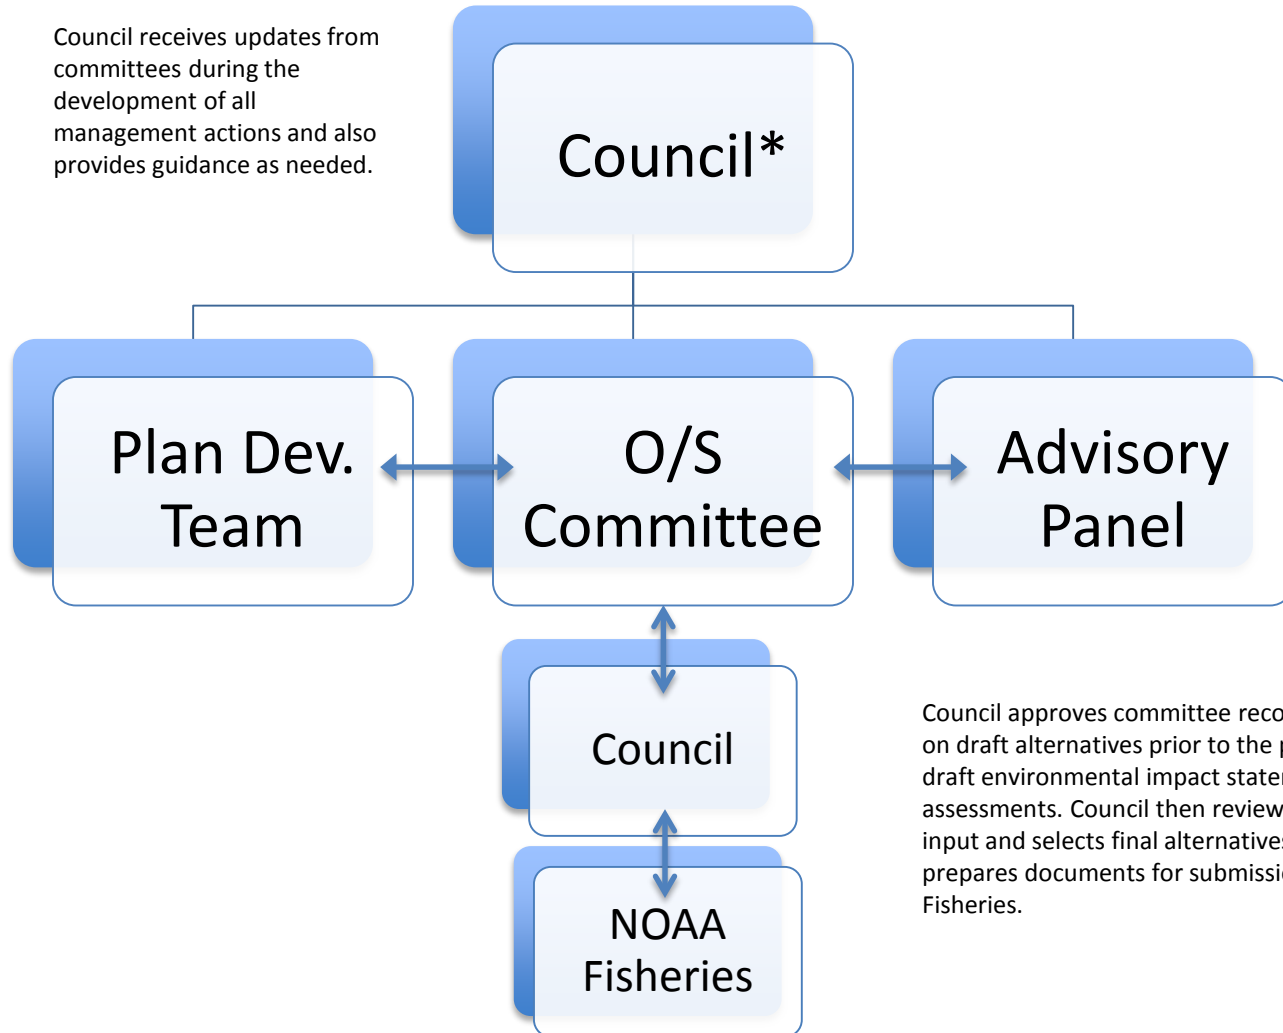 Council receives updates from
committees during the
development of all
management actions and also
provides guidance as needed.
Council*
Plan Dev.
Team
O/S
Committee
Advisory
Panel
Council
NOAA
Fisheries
Council approves committee
on draft alternatives prior to the
draft environmental impact
assessments. Council then
input and selects final
prepares documents for
Fisheries.